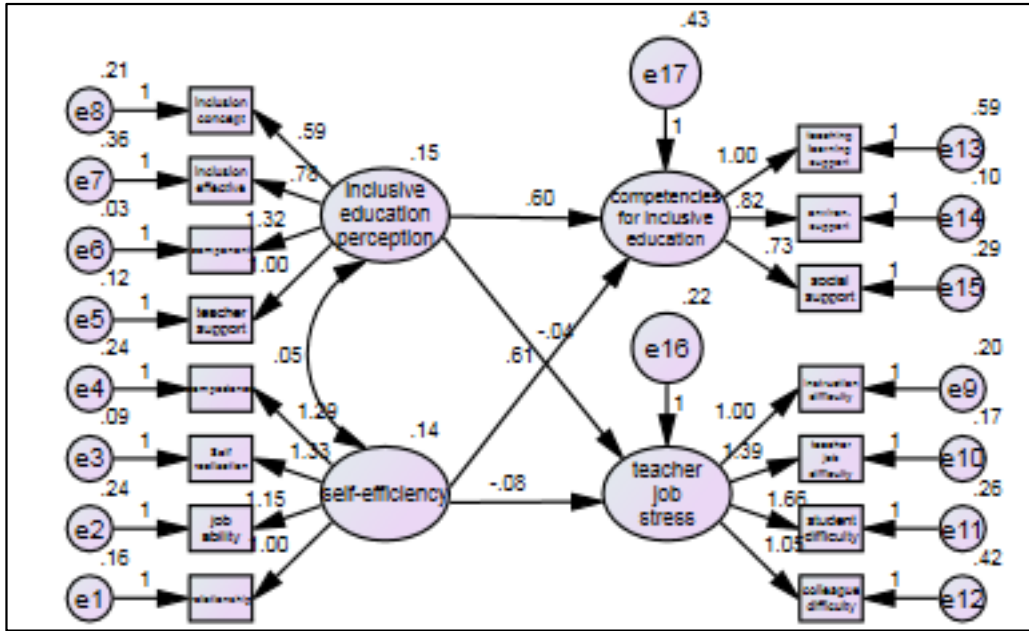 .43
e17
.21
e8
1
Inclusion
concept
.59
.36
e7
1
Inclusion
effective
.78
.15
inclusive
education
perception
.03
e6
1
1.32
.12
e5
1
teacher
support
1.00
.24
e4
1
1.29
.09
e3
1
Self
1.33
.24
e2
1
job
ability
1.15
.16
e1
1
relationship
1.00
.05
.14
self-efficiency
.60
-.04
.61
-.08
1
competencies
for inclusive
education
1.00
teaching
learning
support
1
.59
e13
.82
support
1
.10
e14
.73
social
support
1
.29
e15
.22
e16
1
teacher
job
stress
1.00
difficulty
1
.20
e9
1.39
teacher
job
difficulty
1
.17
e10
1.66
student
difficulty
1
.26
e11
1.05
colleague
difficulty
1
.42
e12